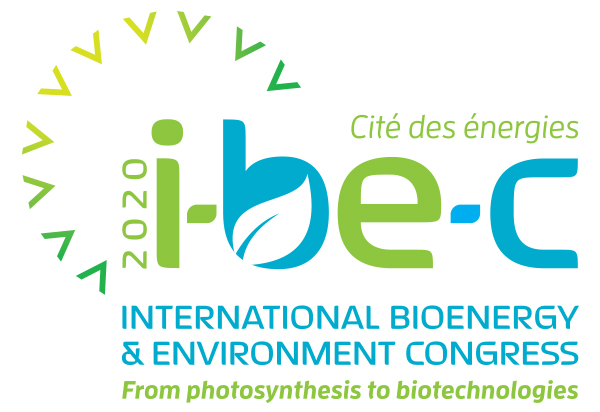 Cité des énergies
2020
i-be-c
INTERNATIONAL BIOENERGY
& ENVIRONMENT CONGRESS
From photosynthesis to biotechnologies